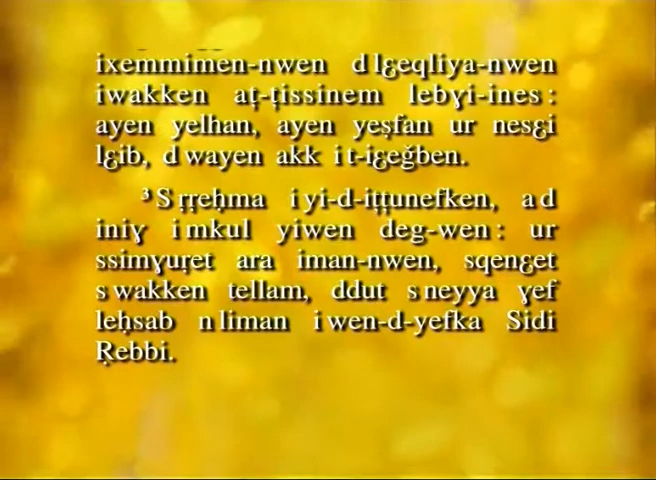 ixemmimen-nwen d lɛeqliya-nwen
iwakken aṭ-ṭissinem lebɣi-ines :
ayen yelhan, ayen yeṣfan ur nesɛi
lɛib, d wayen akk i t-iɛeǧben.
³ S ṛṛeḥma i yi-d-iṭṭunefken, a d
iniɣ i mkul yiwen deg-wen : ur
ssimɣuṛet ara iman-nwen, sqenɛet
s wakken tellam, ddut s neyya ɣef
leḥsab n liman i wen-d-yefka Sidi
Ṛebbi.